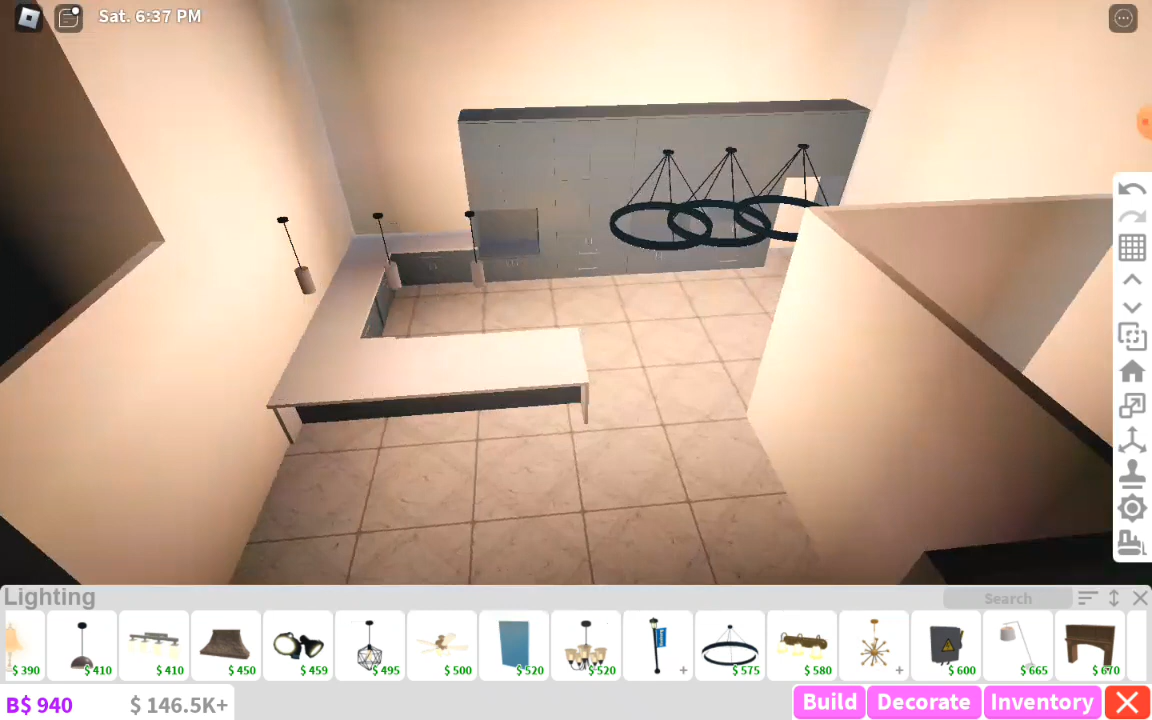 Sat. 6:37 PM
Lighting
Search
$ 390
$ 410
$ 410
$ 450
$ 459
$ 495
$ 500
$ 520
$ 520
+
$ 575
$ 580
+
$ 600
$ 665
$ 670
B$ 940
$ 146.5K+
Build
Decorate
Inventory